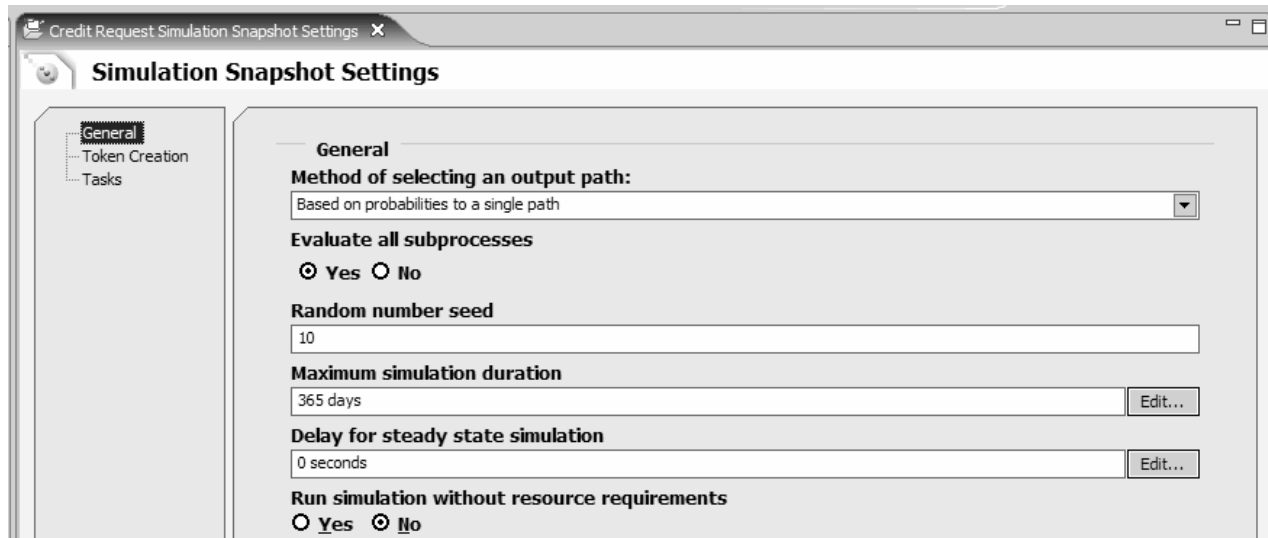 Credit Request Simulation Snapshot Settings
Simulation Snapshot Settings
General
Token Creation
Tasks
General
Method of selecting an output path:
Based on probabilities to a single path
Evaluate all subprocesses
Yes No
Random number seed
10
Maximum simulation duration
365 days Edit...
Delay for steady state simulation
0 seconds Edit...
Run simulation without resource requirements
Yes No